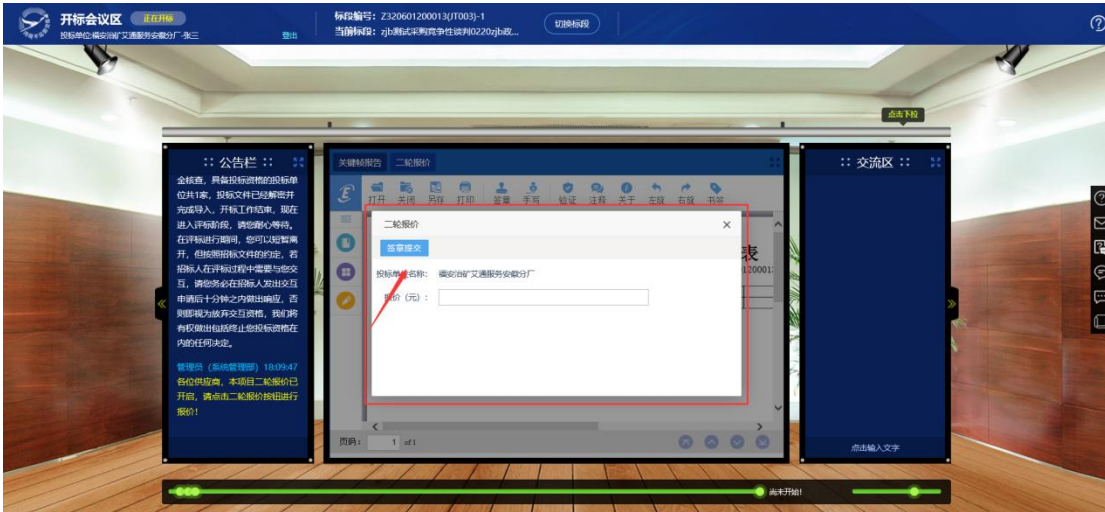 开标会议区 正在开标
投标单位:福安冶矿艾通服务安徽分厂-张三 登出
标段编号：Z320601200013(JT003)-1
当前标段：zjb测试采购竞争性谈判0220zjb政...
切换标段
点击下拉
:: 公告栏 ::
金核查，具备投标资格的投标单
位共1家，投标文件已经解密并
完成导入，开标工作结束，现在
进入评标阶段，请您耐心等待。
在评标进行期间，您可以短暂离
开，但按照招标文件的约定，若
招标人在评标过程中需要与您交
互，请您务必在招标人发出交互
申请后十分钟之内做出响应，否
则即视为放弃交互资格，我们将
有权做出包括终止您投标资格在
内的任何决定。
管理员（系统管理部）18:09:47
各位供应商，本项目二轮报价已
开启，请点击二轮报价按钮进行
报价！
关键帧报告 二轮报价
打开 关闭 另存 打印 签章 手写 验证 注释 关于 左旋 右旋 书签
二轮报价
签章提交
投标单位名称： 福安冶矿艾通服务安徽分厂
报价（元）：
表
120001
页码： 1 of1
:: 交流区 ::
点击输入文字
尚未开始!